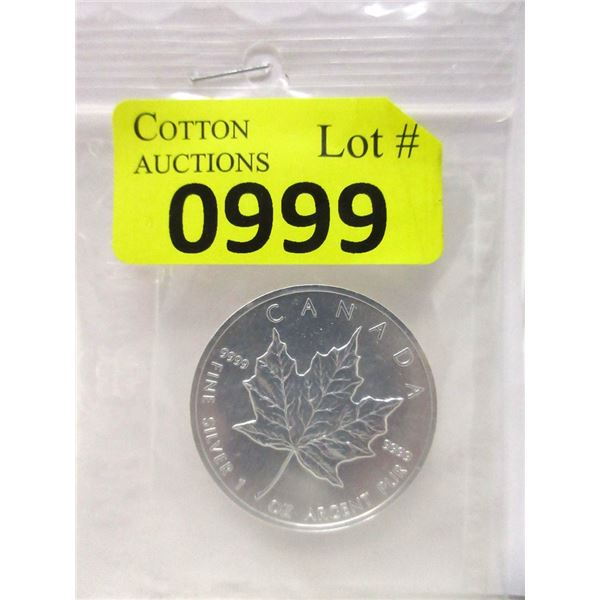 COTTON
AUCTIONS
Lot #
0999
CANADA
9999
9999
FINE SILVER 1 OZ ARGENT PUR